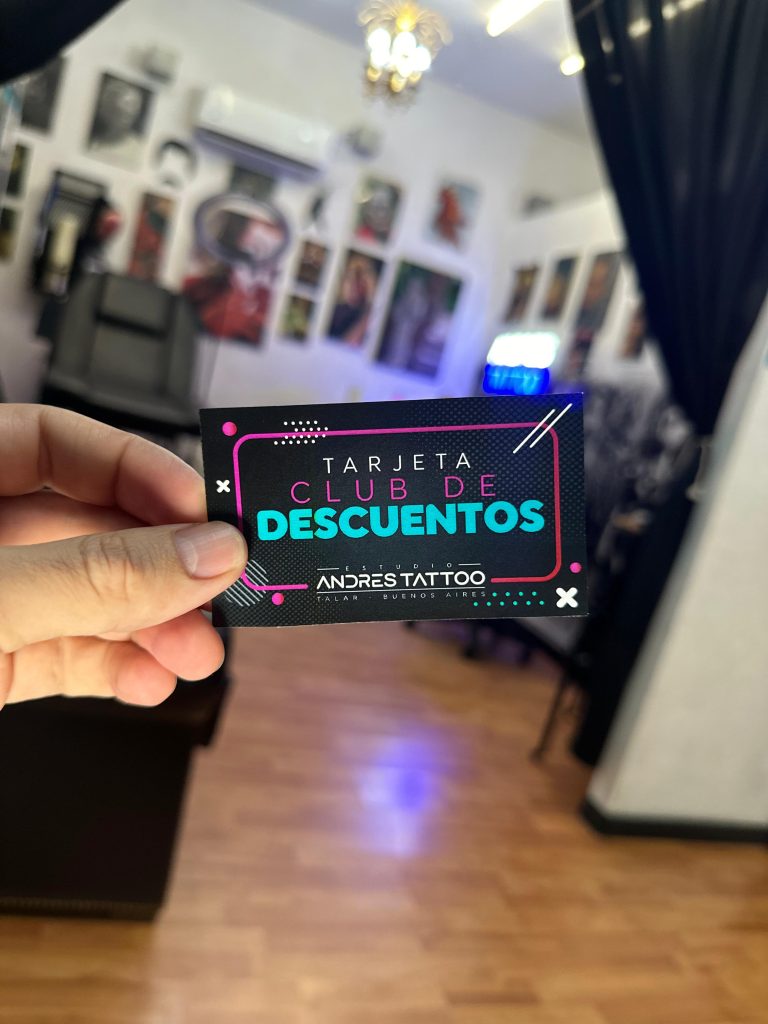 TARJETA
CLUB DE
DESCUENTOS
ESTUDIO
ANDRES TATTOO
TALAR - BUENOS AIRES